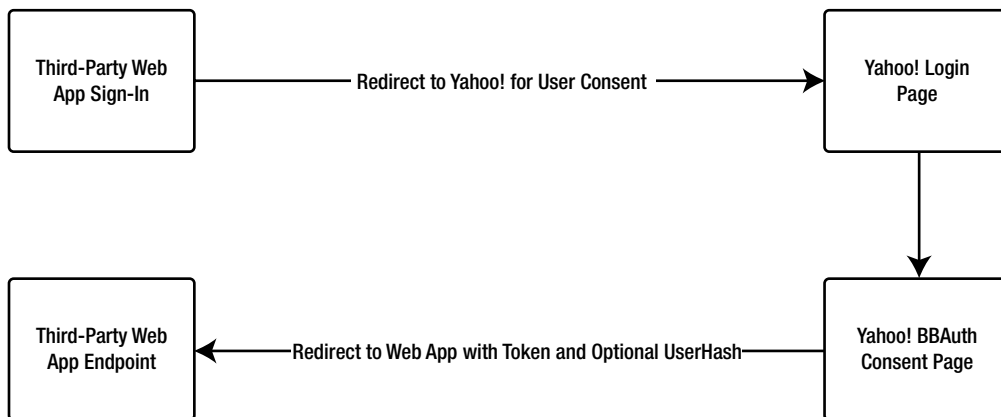 Third-Party Web
App Sign-In
Redirect to Yahoo! for User Consent
Yahoo! Login
Page
Third-Party Web
App Endpoint
Redirect to Web App with Token and Optional UserHash
Yahoo! BBAuth
Consent Page